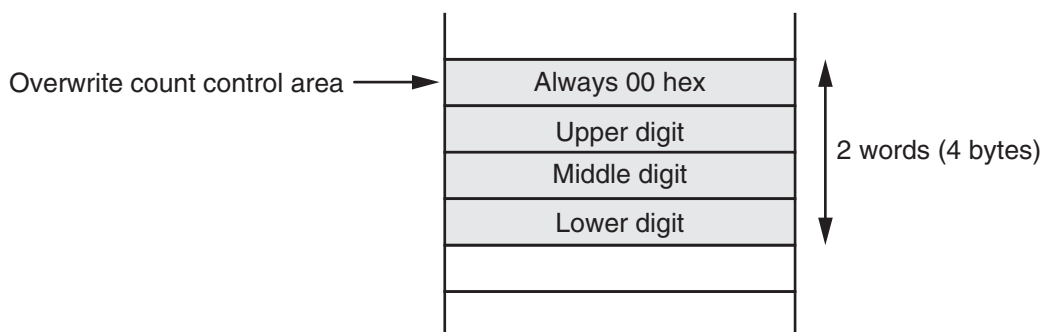 Overwrite count control area
Always 00 hex
Upper digit
Middle digit
Lower digit
2 words (4 bytes)